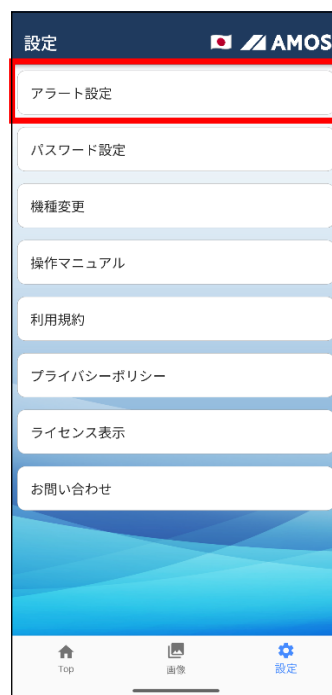 設定
AMOS
アラート設定
パスワード設定
機種変更
操作マニュアル
利用規約
プライバシーポリシー
ライセンス表示
お問い合わせ
Top
画像
設定